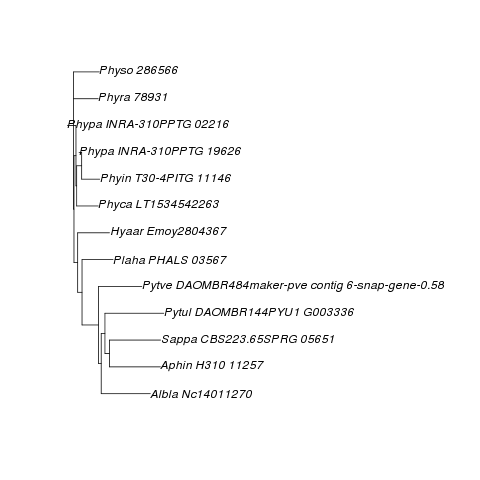 Physo 286566
Phyra 78931
Phypa INRA-310PPTG 02216
Phypa INRA-310PPTG 19626
Phyin T30-4PITG 11146
Phyca LT1534542263
Hyaar Emoy2804367
Plaha PHALS 03567
Pytve DAOMBR484maker-pve contig 6-snap-gene-0.58
Pytul DAOMBR144PYU1 G003336
Sappa CBS223.65SPRG 05651
Aphin H310 11257
Albla Nc14011270